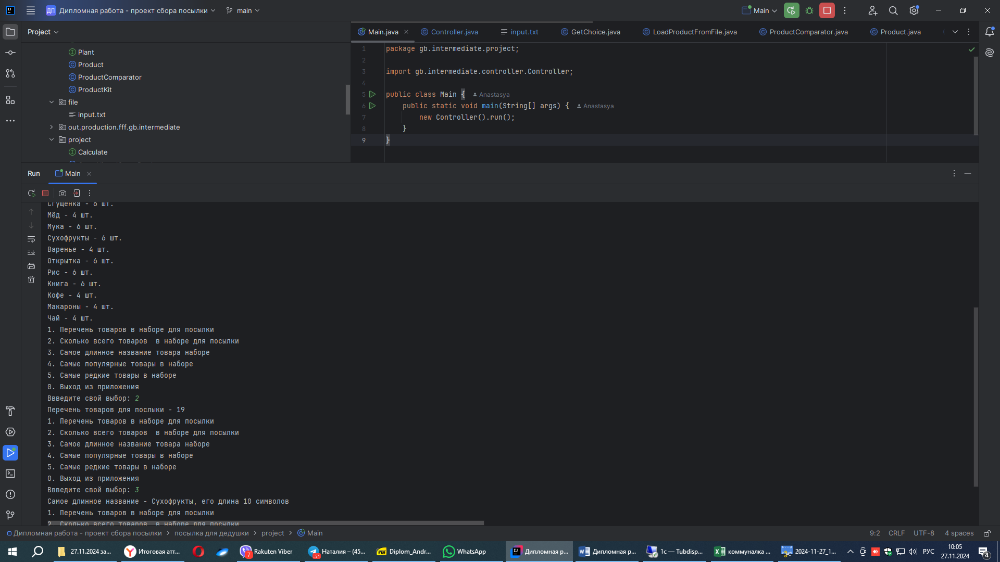 ДП Дипломная работа - проект сбора посылки main Main
Project
Main.java Controller.java input.txt GetChoice.java LoadProductFromFile.java ProductComparator.java Product.java
Plant
Product
ProductComparator
ProductKit
file
input.txt
out.production.fff.gb.intermediate
project
Calculate
1 package gb.intermediate.project;
2
3 import gb.intermediate.controller.Controller;
4
5 public class Main { Anastasya
6 public static void main(String[] args) { Anastasya
7 new Controller().run();
8 }
9 }
Run Main
Сгущенка - 6 шт.
Мёд - 4 шт.
Мука - 6 шт.
Сухофрукты - 6 шт.
Варенье - 4 шт.
Открытка - 6 шт.
Рис - 6 шт.
Книга - 6 шт.
Кофе - 4 шт.
Макароны - 4 шт.
Чай - 4 шт.
1. Перечень товаров в наборе для посылки
2. Сколько всего товаров  в наборе для посылки
3. Самое длинное название товара наборе
4. Самые популярные товары в наборе
5. Самые редкие товары в наборе
0. Выход из приложения
Ввведите свой выбор: 2
Перечень товаров для послыки - 19
1. Перечень товаров в наборе для посылки
2. Сколько всего товаров  в наборе для посылки
3. Самое длинное название товара наборе
4. Самые популярные товары в наборе
5. Самые редкие товары в наборе
0. Выход из приложения
Ввведите свой выбор: 3
Самое длинное название - Сухофрукты, его длина 10 символов
1. Перечень товаров в наборе для посылки
2. Сколько всего товаров  в наборе для посылки
Дипломная работа - проект сбора посылки > посылка для дедушки > project > Main 9:2 CRLF UTF-8 4 spaces
27.11.2024 за... Итоговая атт... 7 Rakuten Viber 51 Наталия – (45... PDF Diplom_Andr... WhatsApp Дипломная р... Дипломная р... 1с — Tubdisp... коммуналка ... 2024-11-27_1... РУС 10:05 4
27.11.2024